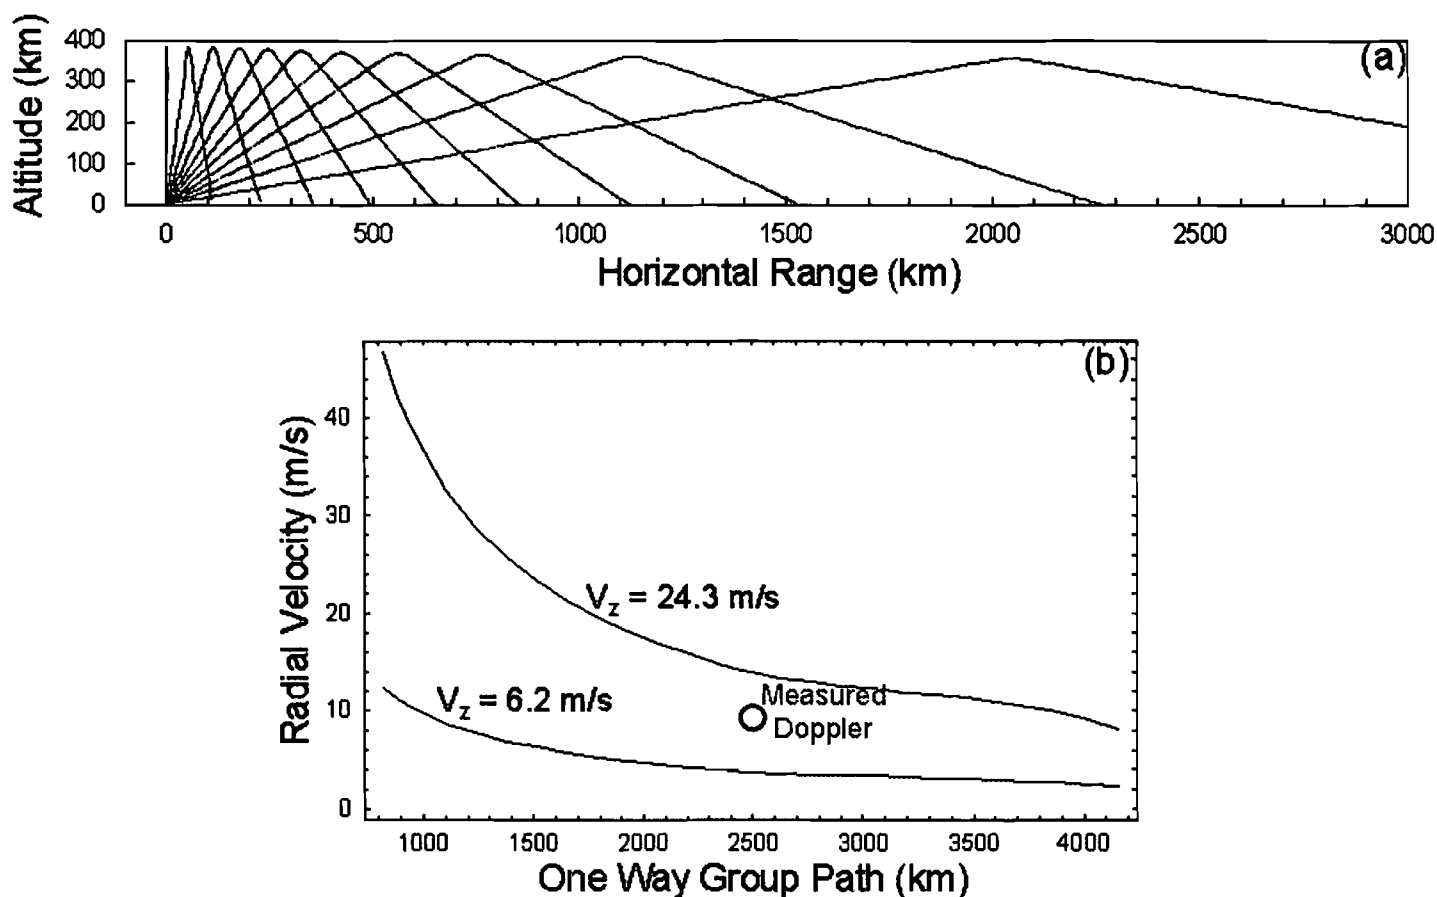 (a)
Altitude (km)
400
300
200
100
0
0 500 1000 1500 2000 2500 3000
Horizontal Range (km)
(b)
Radial Velocity (m/s)
40
30
20
10
0
V_z = 24.3 m/s
V_z = 6.2 m/s
Measured
Doppler
1000 1500 2000 2500 3000 3500 4000
One Way Group Path (km)